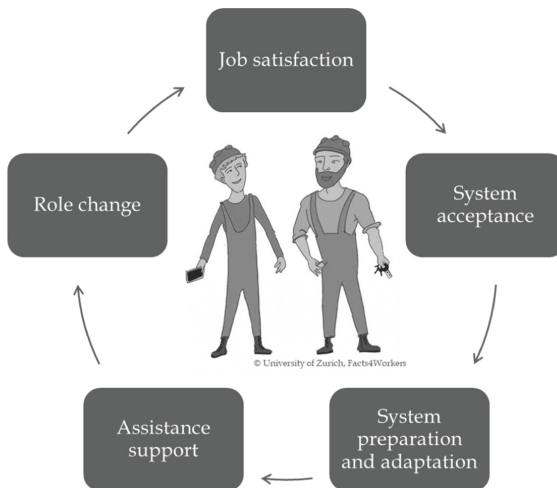 Job satisfaction
System
acceptance
System
preparation
and adaptation
Assistance
support
Role change
© University of Zurich, Facts4Workers